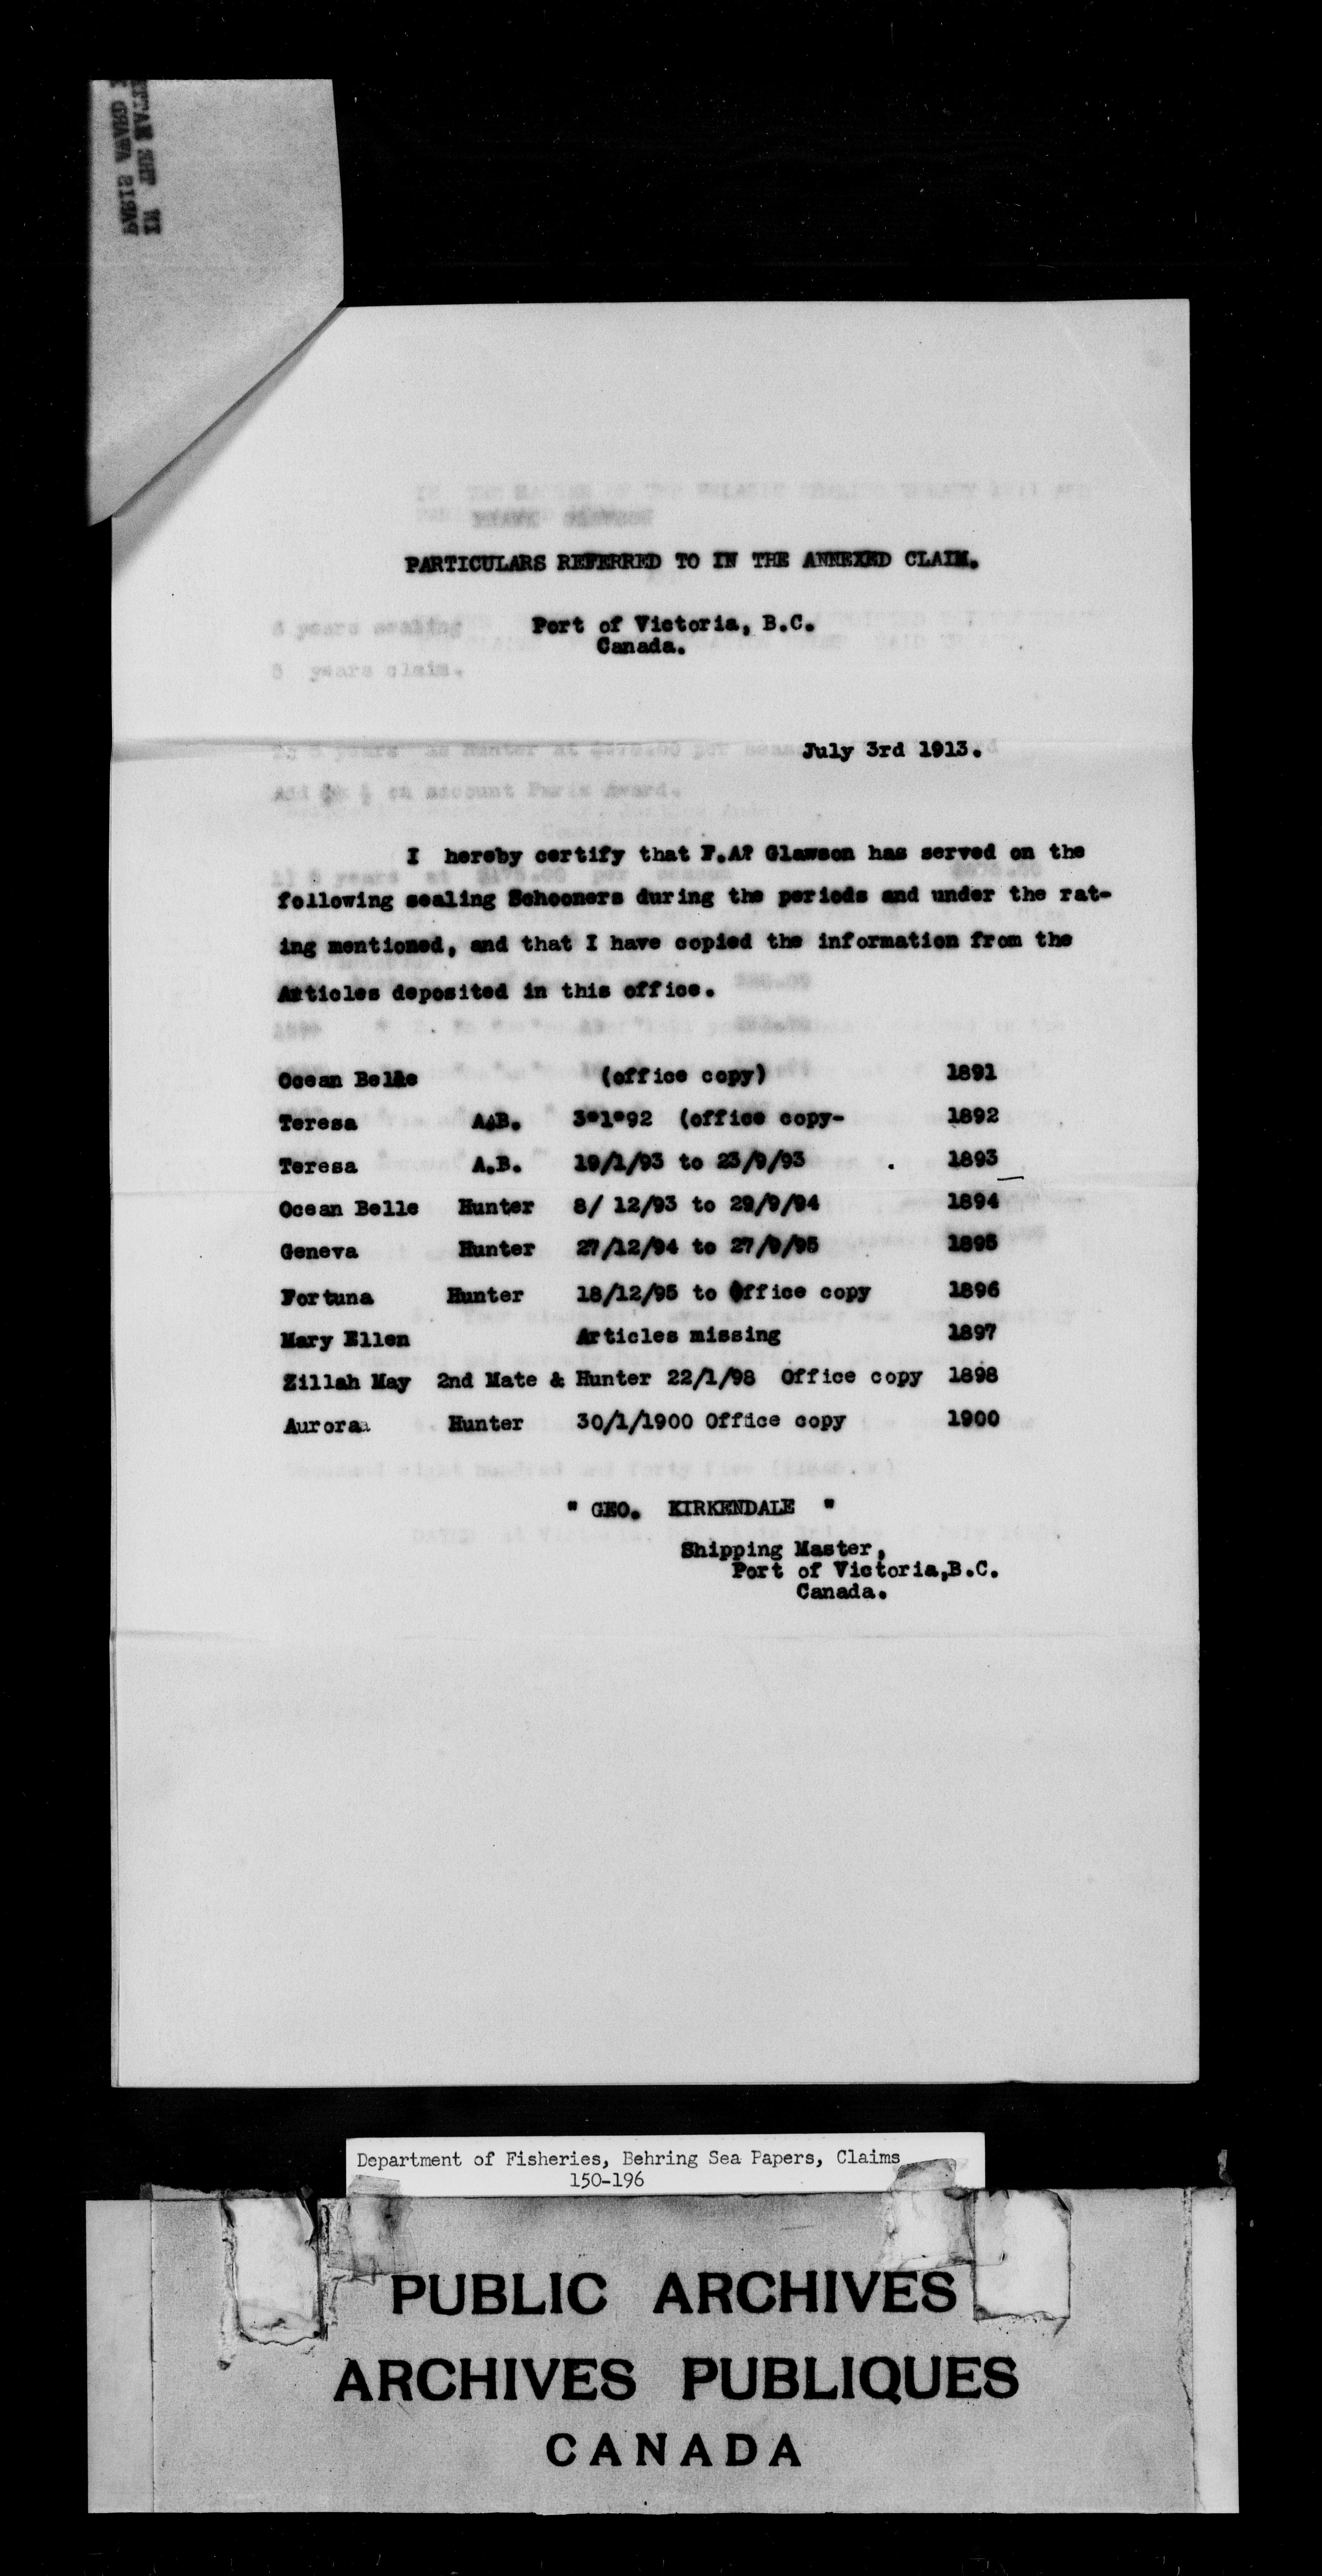 PARTICULARS REFERRED TO IN THE ANNEXED CLAIM.
Port of Victoria, B.C.
Canada.
6 years sealing
years claim.
July 3rd 1913.
I hereby certify that F.A? Glawson has served on the
following sealing Schooners during the periods and under the rat-
ing mentioned, and that I have copied the information from the
Articles deposited in this office.
Ocean Belle (office copy) 1891
Teresa A.B. 3*1*92 (office copy- 1892
Teresa A.B. 19/1/93 to 23/9/93 . 1893
Ocean Belle Hunter 8/ 12/93 to 29/9/94 1894
Geneva Hunter 27/12/94 to 27/9/95 1895
Fortuna Hunter 18/12/95 to Office copy 1896
Mary Ellen Articles missing 1897
Zillah May 2nd Mate & Hunter 22/1/98 Office copy 1898
Auroraa Hunter 30/1/1900 Office copy 1900
" GEO. KIRKENDALE "
Shipping Master,
Port of Victoria,B.C.
Canada.
Department of Fisheries, Behring Sea Papers, Claims
150-196
PUBLIC ARCHIVES
ARCHIVES PUBLIQUES
CANADA